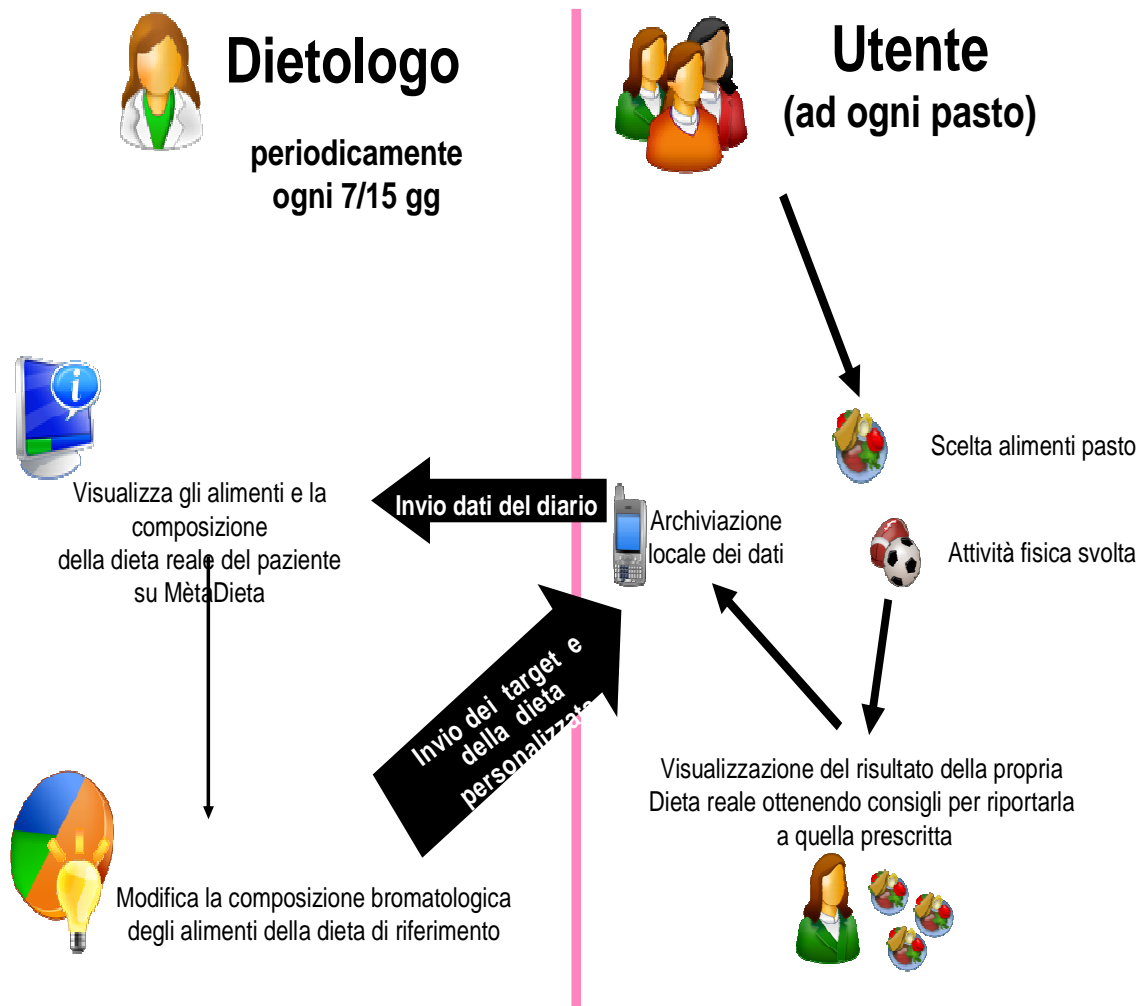 Dietologo
periodicamente
ogni 7/15 gg
Utente
(ad ogni pasto)
Scelta alimenti pasto
Attività fisica svolta
Visualizza gli alimenti e la
composizione
della dieta reale del paziente
su MètaDieta
Invio dati del diario
Archiviazione
locale dei dati
Invio dei target e
della dieta
personalizzata
Visualizzazione del risultato della propria
Dieta reale ottenendo consigli per riportarla
a quella prescritta
Modifica la composizione bromatologica
degli alimenti della dieta di riferimento